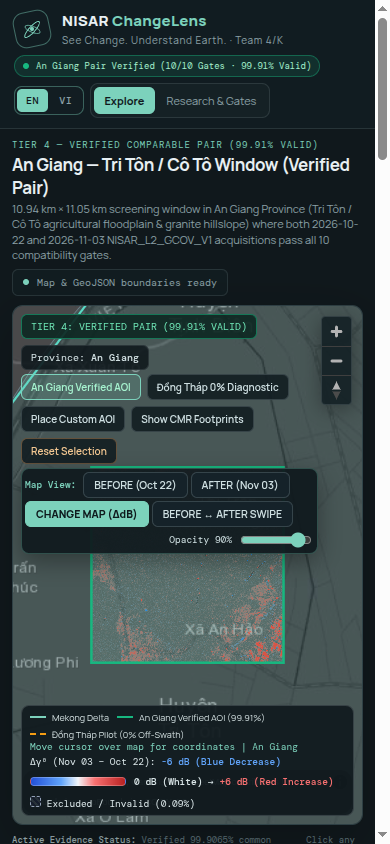 NISAR ChangeLens
See Change. Understand Earth. · Team 4/K
An Giang Pair Verified (10/10 Gates · 99.91% Valid)
EN VI Explore Research & Gates
TIER 4 — VERIFIED COMPARABLE PAIR (99.91% VALID)
An Giang — Tri Tôn / Cô Tô Window (Verified
Pair)
10.94 km × 11.05 km screening window in An Giang Province (Tri Tôn /
Cô Tô agricultural floodplain & granite hillslope) where both 2026-10-
22 and 2026-11-03 NISAR_L2_GCOV_V1 acquisitions pass all 10
compatibility gates.
Map & GeoJSON boundaries ready
TIER 4: VERIFIED PAIR (99.91% VALID)
Province: An Giang
An Giang Verified AOI Đồng Tháp 0% Diagnostic
Place Custom AOI Show CMR Footprints
Reset Selection
Map View: BEFORE (Oct 22) AFTER (Nov 03)
CHANGE MAP (ΔdB) BEFORE ↔ AFTER SWIPE
Opacity 90%
Xã An Hảo
ương Phi
Huyện
Mekong Delta An Giang Verified AOI (99.91%)
Đồng Tháp Pilot (0% Off-Swath)
Move cursor over map for coordinates | An Giang
Δγ⁰ (Nov 03 − Oct 22): -6 dB (Blue Decrease)
0 dB (White) → +6 dB (Red Increase)
Excluded / Invalid (0.09%)
Xã Ô Lâm
Active Evidence Status: Verified 99.9065% common Click any